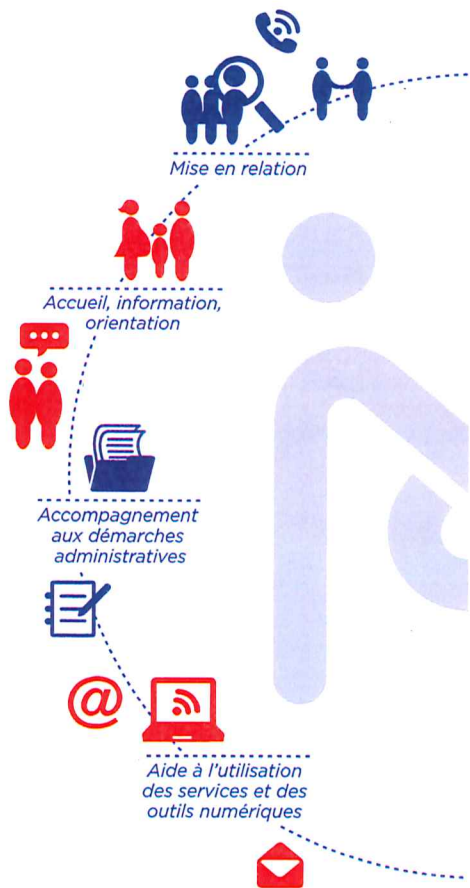 Mise en relation
Accueil, information,
orientation
Accompagnement
aux démarches
administratives
@
Aide à l'utilisation
des services et des
outils numériques